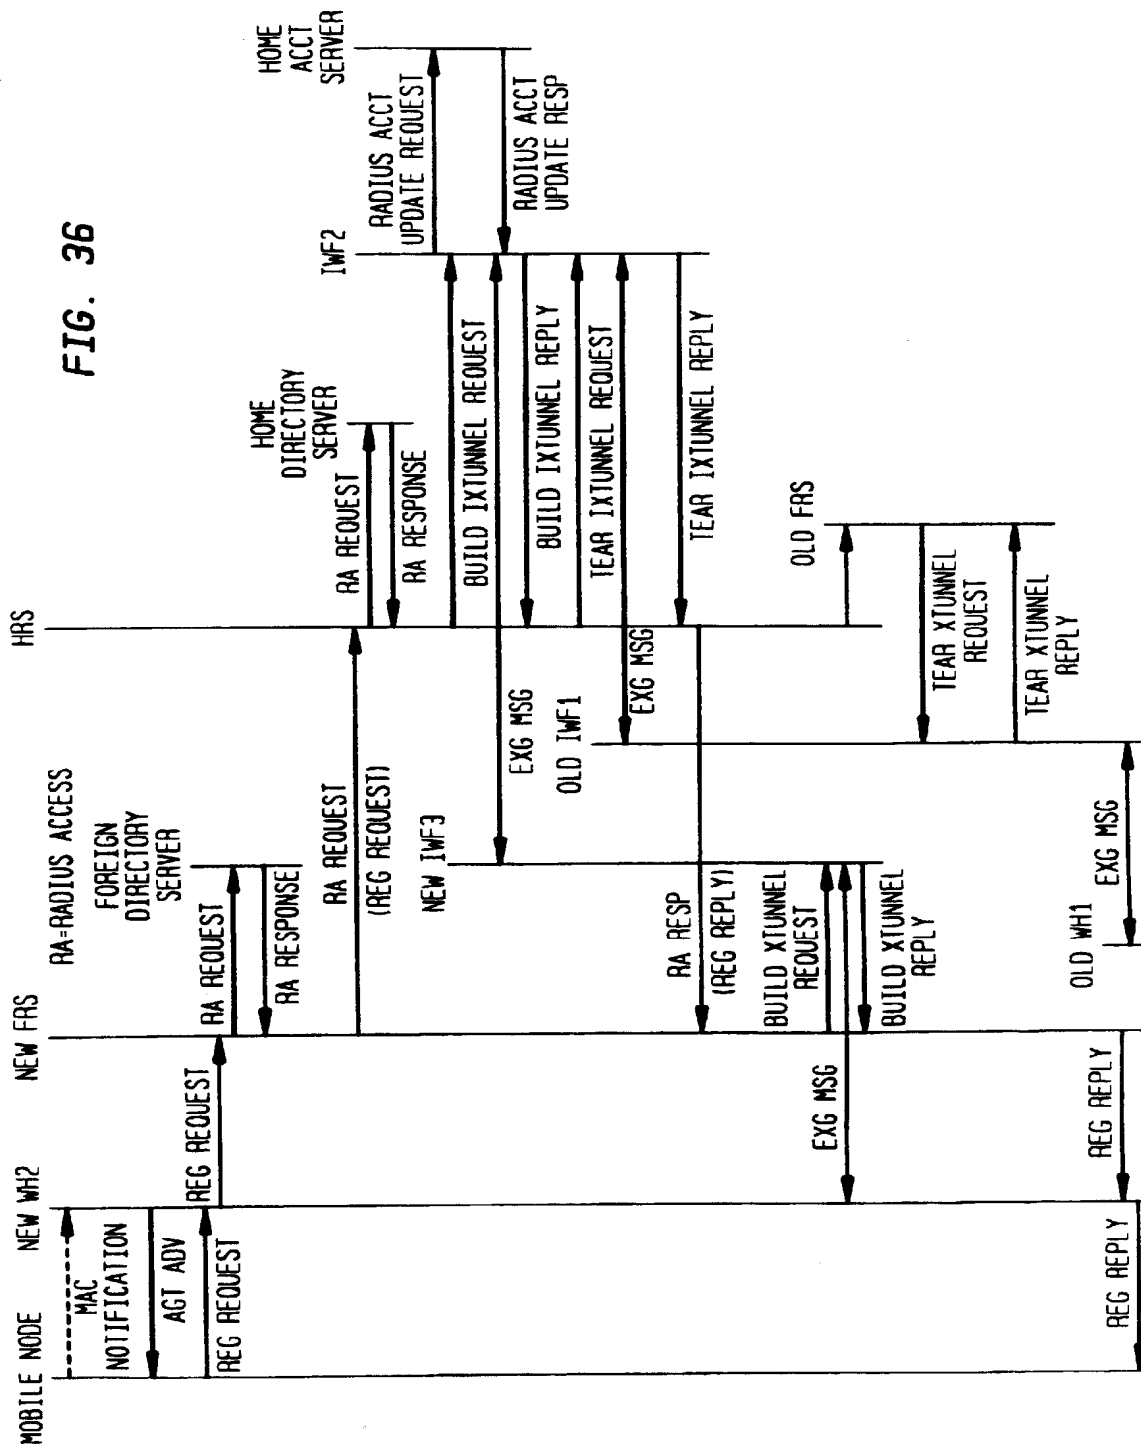 FIG. 36
RA=RADIUS ACCESS
MOBILE NODE
NEW WH2
NEW FRS
FOREIGN
DIRECTORY
SERVER
HRS
HOME
DIRECTORY
SERVER
IWF2
HOME
ACCT
SERVER
MAC
NOTIFICATION
AGT ADV
REG REQUEST
REG REQUEST
RA REQUEST
RA RESPONSE
RA REQUEST
(REG REQUEST)
RA REQUEST
RA RESPONSE
RADIUS ACCT
UPDATE REQUEST
RADIUS ACCT
UPDATE RESP
BUILD IXTUNNEL REQUEST
NEW IWF3
EXG MSG
BUILD IXTUNNEL REPLY
TEAR IXTUNNEL REQUEST
OLD IWF1
EXG MSG
TEAR IXTUNNEL REPLY
RA RESP
(REG REPLY)
BUILD XTUNNEL
REQUEST
EXG MSG
BUILD XTUNNEL
REPLY
OLD FRS
TEAR XTUNNEL
REQUEST
TEAR XTUNNEL
REPLY
OLD WH1
EXG MSG
REG REPLY
REG REPLY